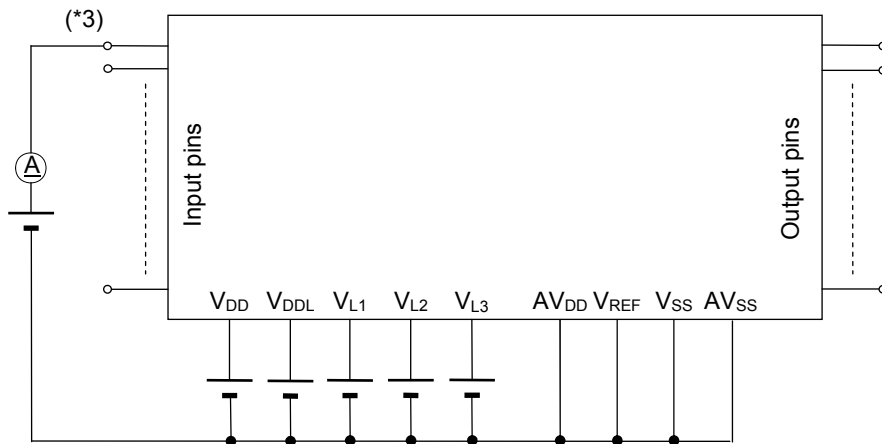 (*3)
A
Input pins
Output pins
VDD VDDL VL1 VL2 VL3 AVDD VREF VSS AVSS